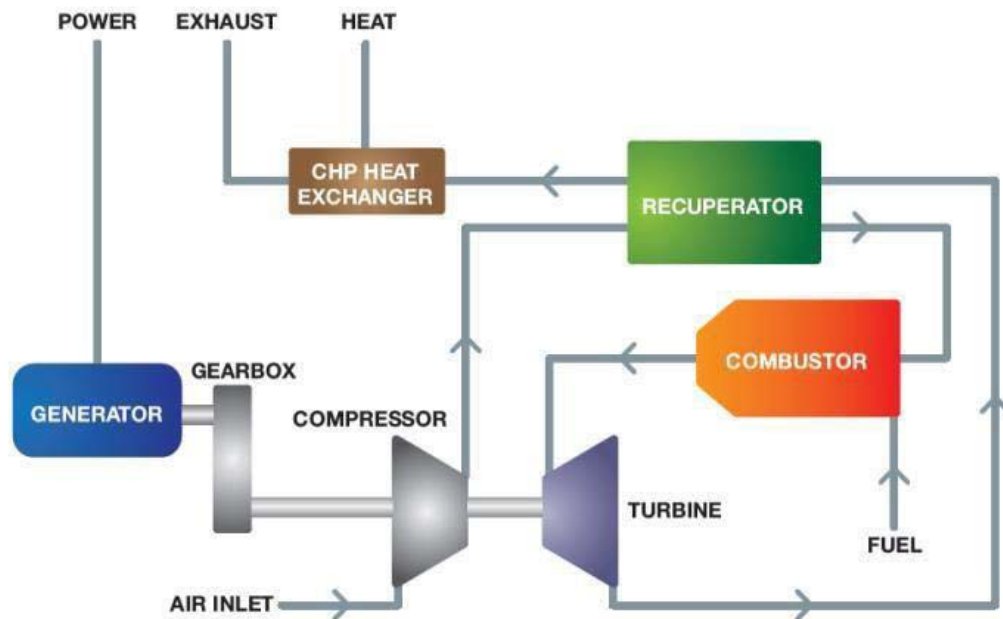 POWER
EXHAUST
HEAT
CHP HEAT
EXCHANGER
RECUPERATOR
GEARBOX
COMBUSTOR
GENERATOR
COMPRESSOR
TURBINE
FUEL
AIR INLET